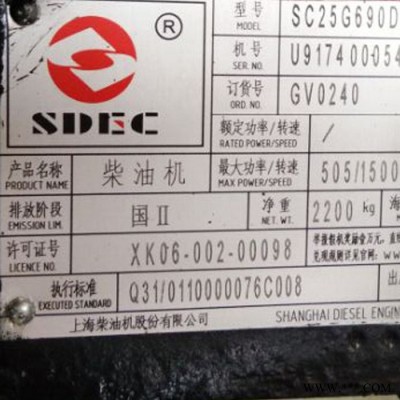 ®
SDEC
型号 MODEL SC25G690D
机号 SER.NO. U917400054
订货号 ORD.NO. GV0240
额定功率/转速 RATED POWER/SPEED /
产品名称 PRODUCT NAME 柴油机 最大功率/转速 MAX POWER/SPEED 505/1500
排放阶段 EMISSION LIM. 国II 净重 NET.WT. 2200 kg 海
许可证号 LICENCE NO. XK06-002-00098
执行标准 EXECUTED STANDARD Q31/0110000076C008 出
上海柴油机股份有限公司 SHANGHAI DIESEL ENGIN